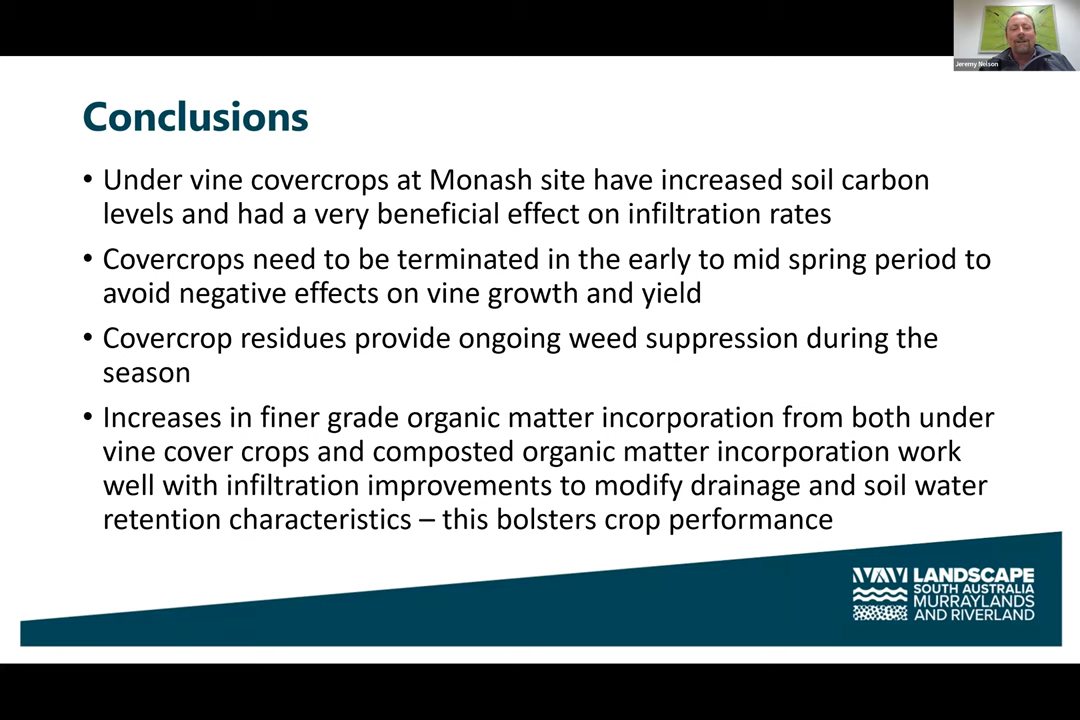 Jeremy Nelson
Conclusions
• Under vine covercrops at Monash site have increased soil carbon
levels and had a very beneficial effect on infiltration rates
• Covercrops need to be terminated in the early to mid spring period to
avoid negative effects on vine growth and yield
• Covercrop residues provide ongoing weed suppression during the
season
• Increases in finer grade organic matter incorporation from both under
vine cover crops and composted organic matter incorporation work
well with infiltration improvements to modify drainage and soil water
retention characteristics – this bolsters crop performance
LANDSCAPE
SOUTH AUSTRALIA
MURRAYLANDS
AND RIVERLAND